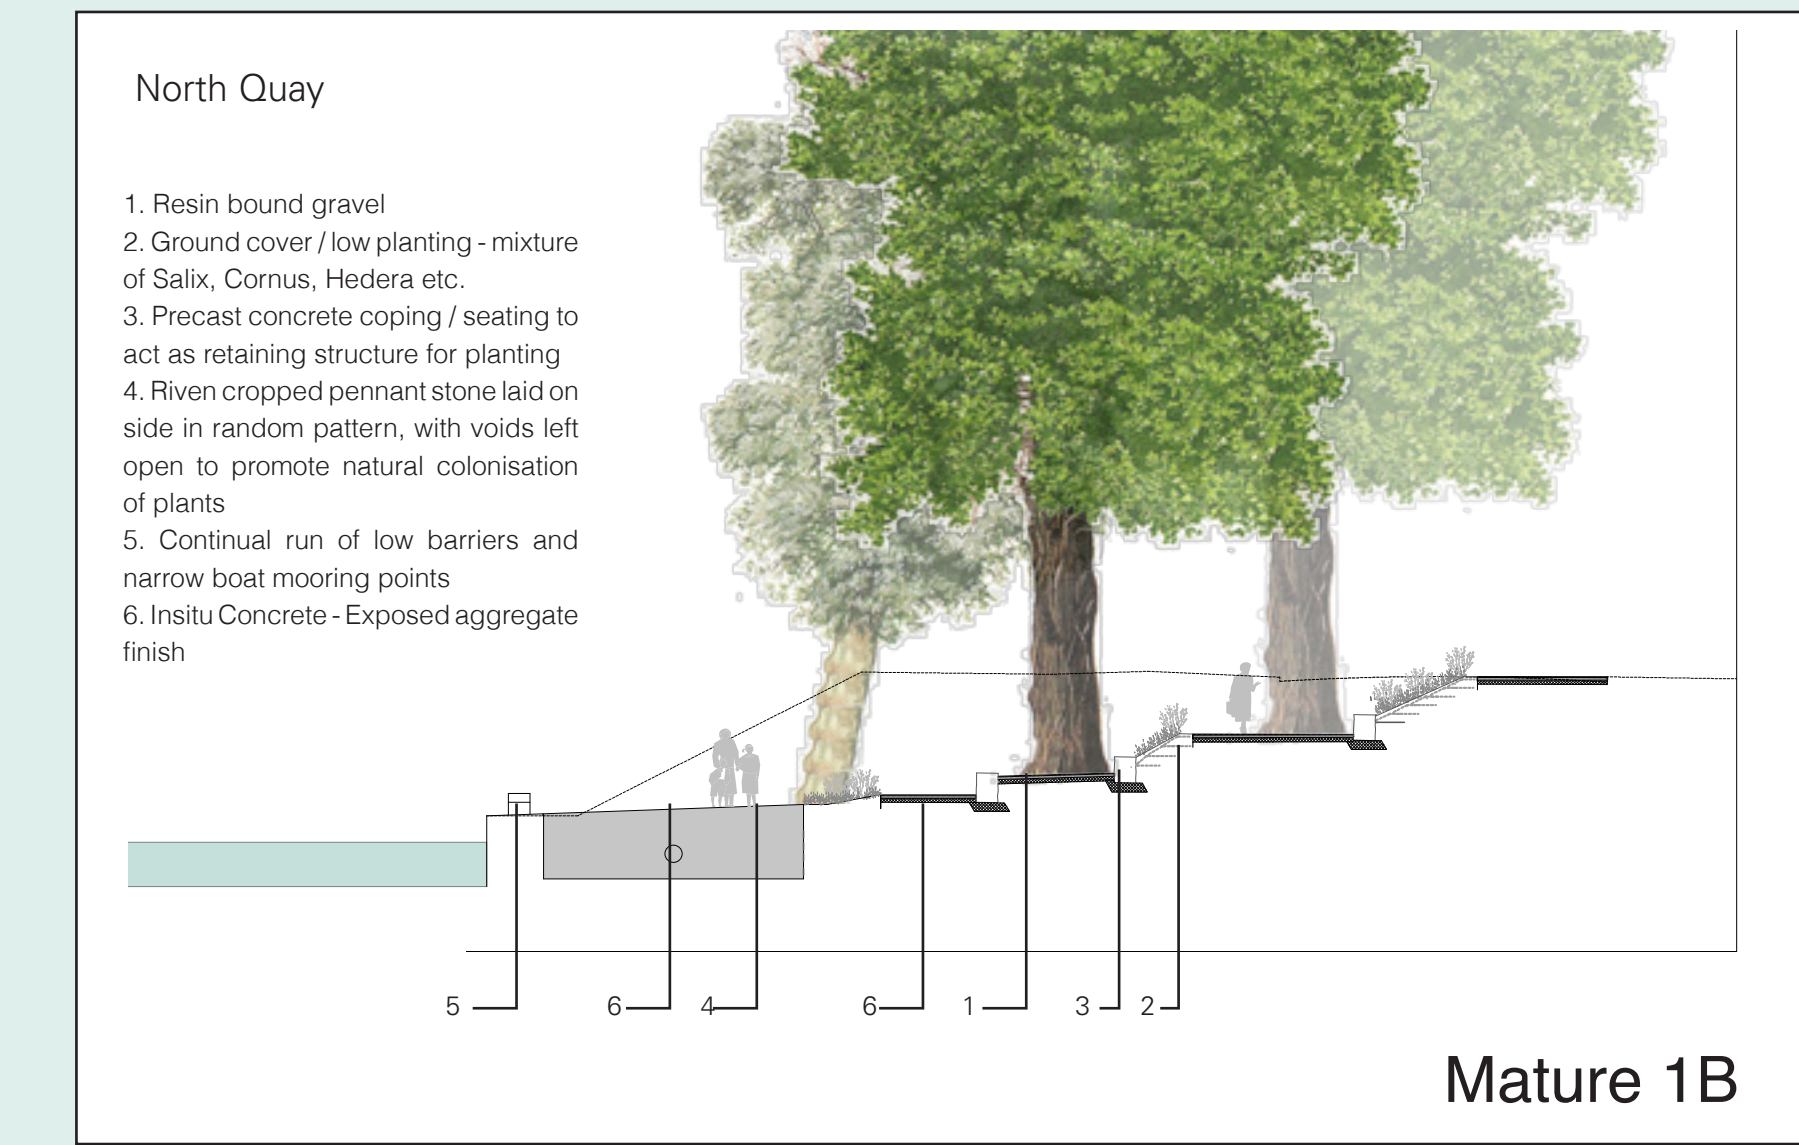 North Quay
1. Resin bound gravel
2. Ground cover / low planting - mixture
of Salix, Cornus, Hedera etc.
3. Precast concrete coping / seating to
act as retaining structure for planting
4. Riven cropped pennant stone laid on
side in random pattern, with voids left
open to promote natural colonisation
of plants
5. Continual run of low barriers and
narrow boat mooring points
6. Insitu Concrete - Exposed aggregate
finish
5 6 4 6 1 3 2
Mature 1B